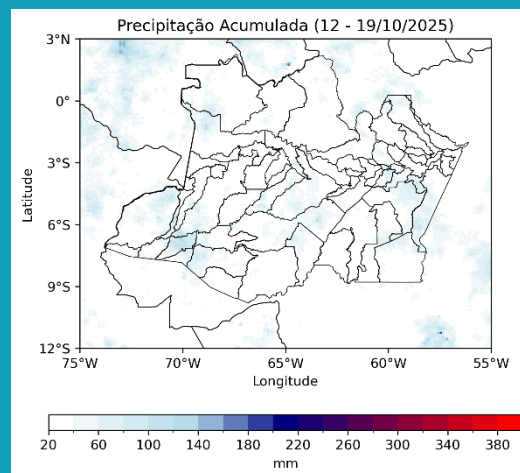 Precipitação Acumulada (12 - 19/10/2025)
3°N
0°
3°S
6°S
9°S
12°S
Latitude
75°W 70°W 65°W 60°W 55°W
Longitude
20 60 100 140 180 220 260 300 340 380
mm